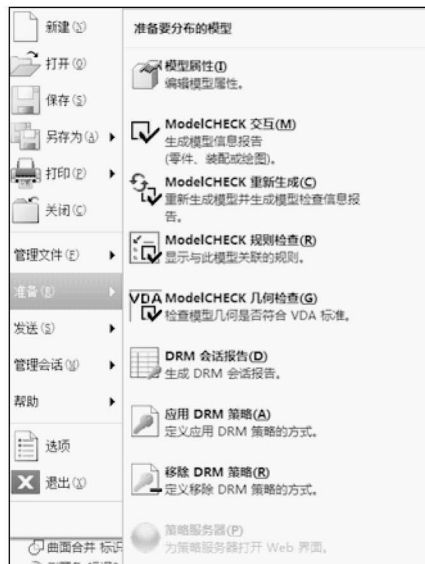 新建(N)
打开(O)
保存(S)
另存为(A)
打印(P)
关闭(C)
管理文件(F)
准备(R)
发送(S)
管理会话(M)
帮助
选项
退出(X)
准备要分布的模型
模型属性(I)
编辑模型属性。
ModelCHECK 交互(M)
生成模型信息报告
(零件、装配或绘图)。
ModelCHECK 重新生成(C)
重新生成模型并生成模型检查信息报
告。
ModelCHECK 规则检查(R)
显示与此模型关联的规则。
VDA
ModelCHECK 几何检查(G)
检查模型几何是否符合 VDA 标准。
DRM 会话报告(D)
生成 DRM 会话报告。
应用 DRM 策略(A)
定义应用 DRM 策略的方式。
移除 DRM 策略(R)
定义移除 DRM 策略的方式。
策略服务器(P)
为策略服务器打开 Web 界面。
曲面合并 标识